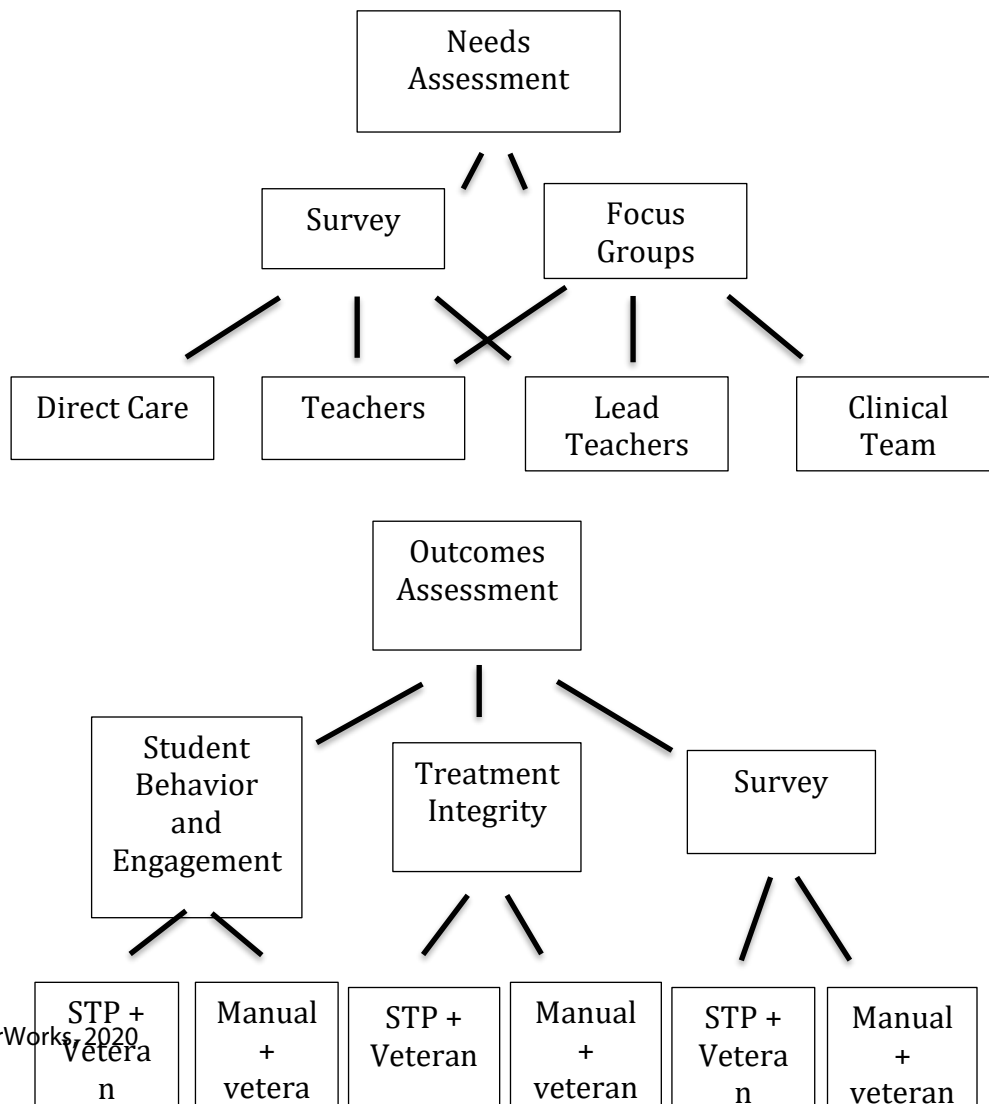 Needs
Assessment
Survey
Focus
Groups
Direct Care
Teachers
Lead
Teachers
Clinical
Team
Outcomes
Assessment
Student
Behavior
and
Engagement
Treatment
Integrity
Survey
STP +
Vetera
n
Manual
+
vetera
STP +
Veteran
Manual
+
veteran
STP +
Vetera
n
Manual
+
veteran
rWorks, 2020